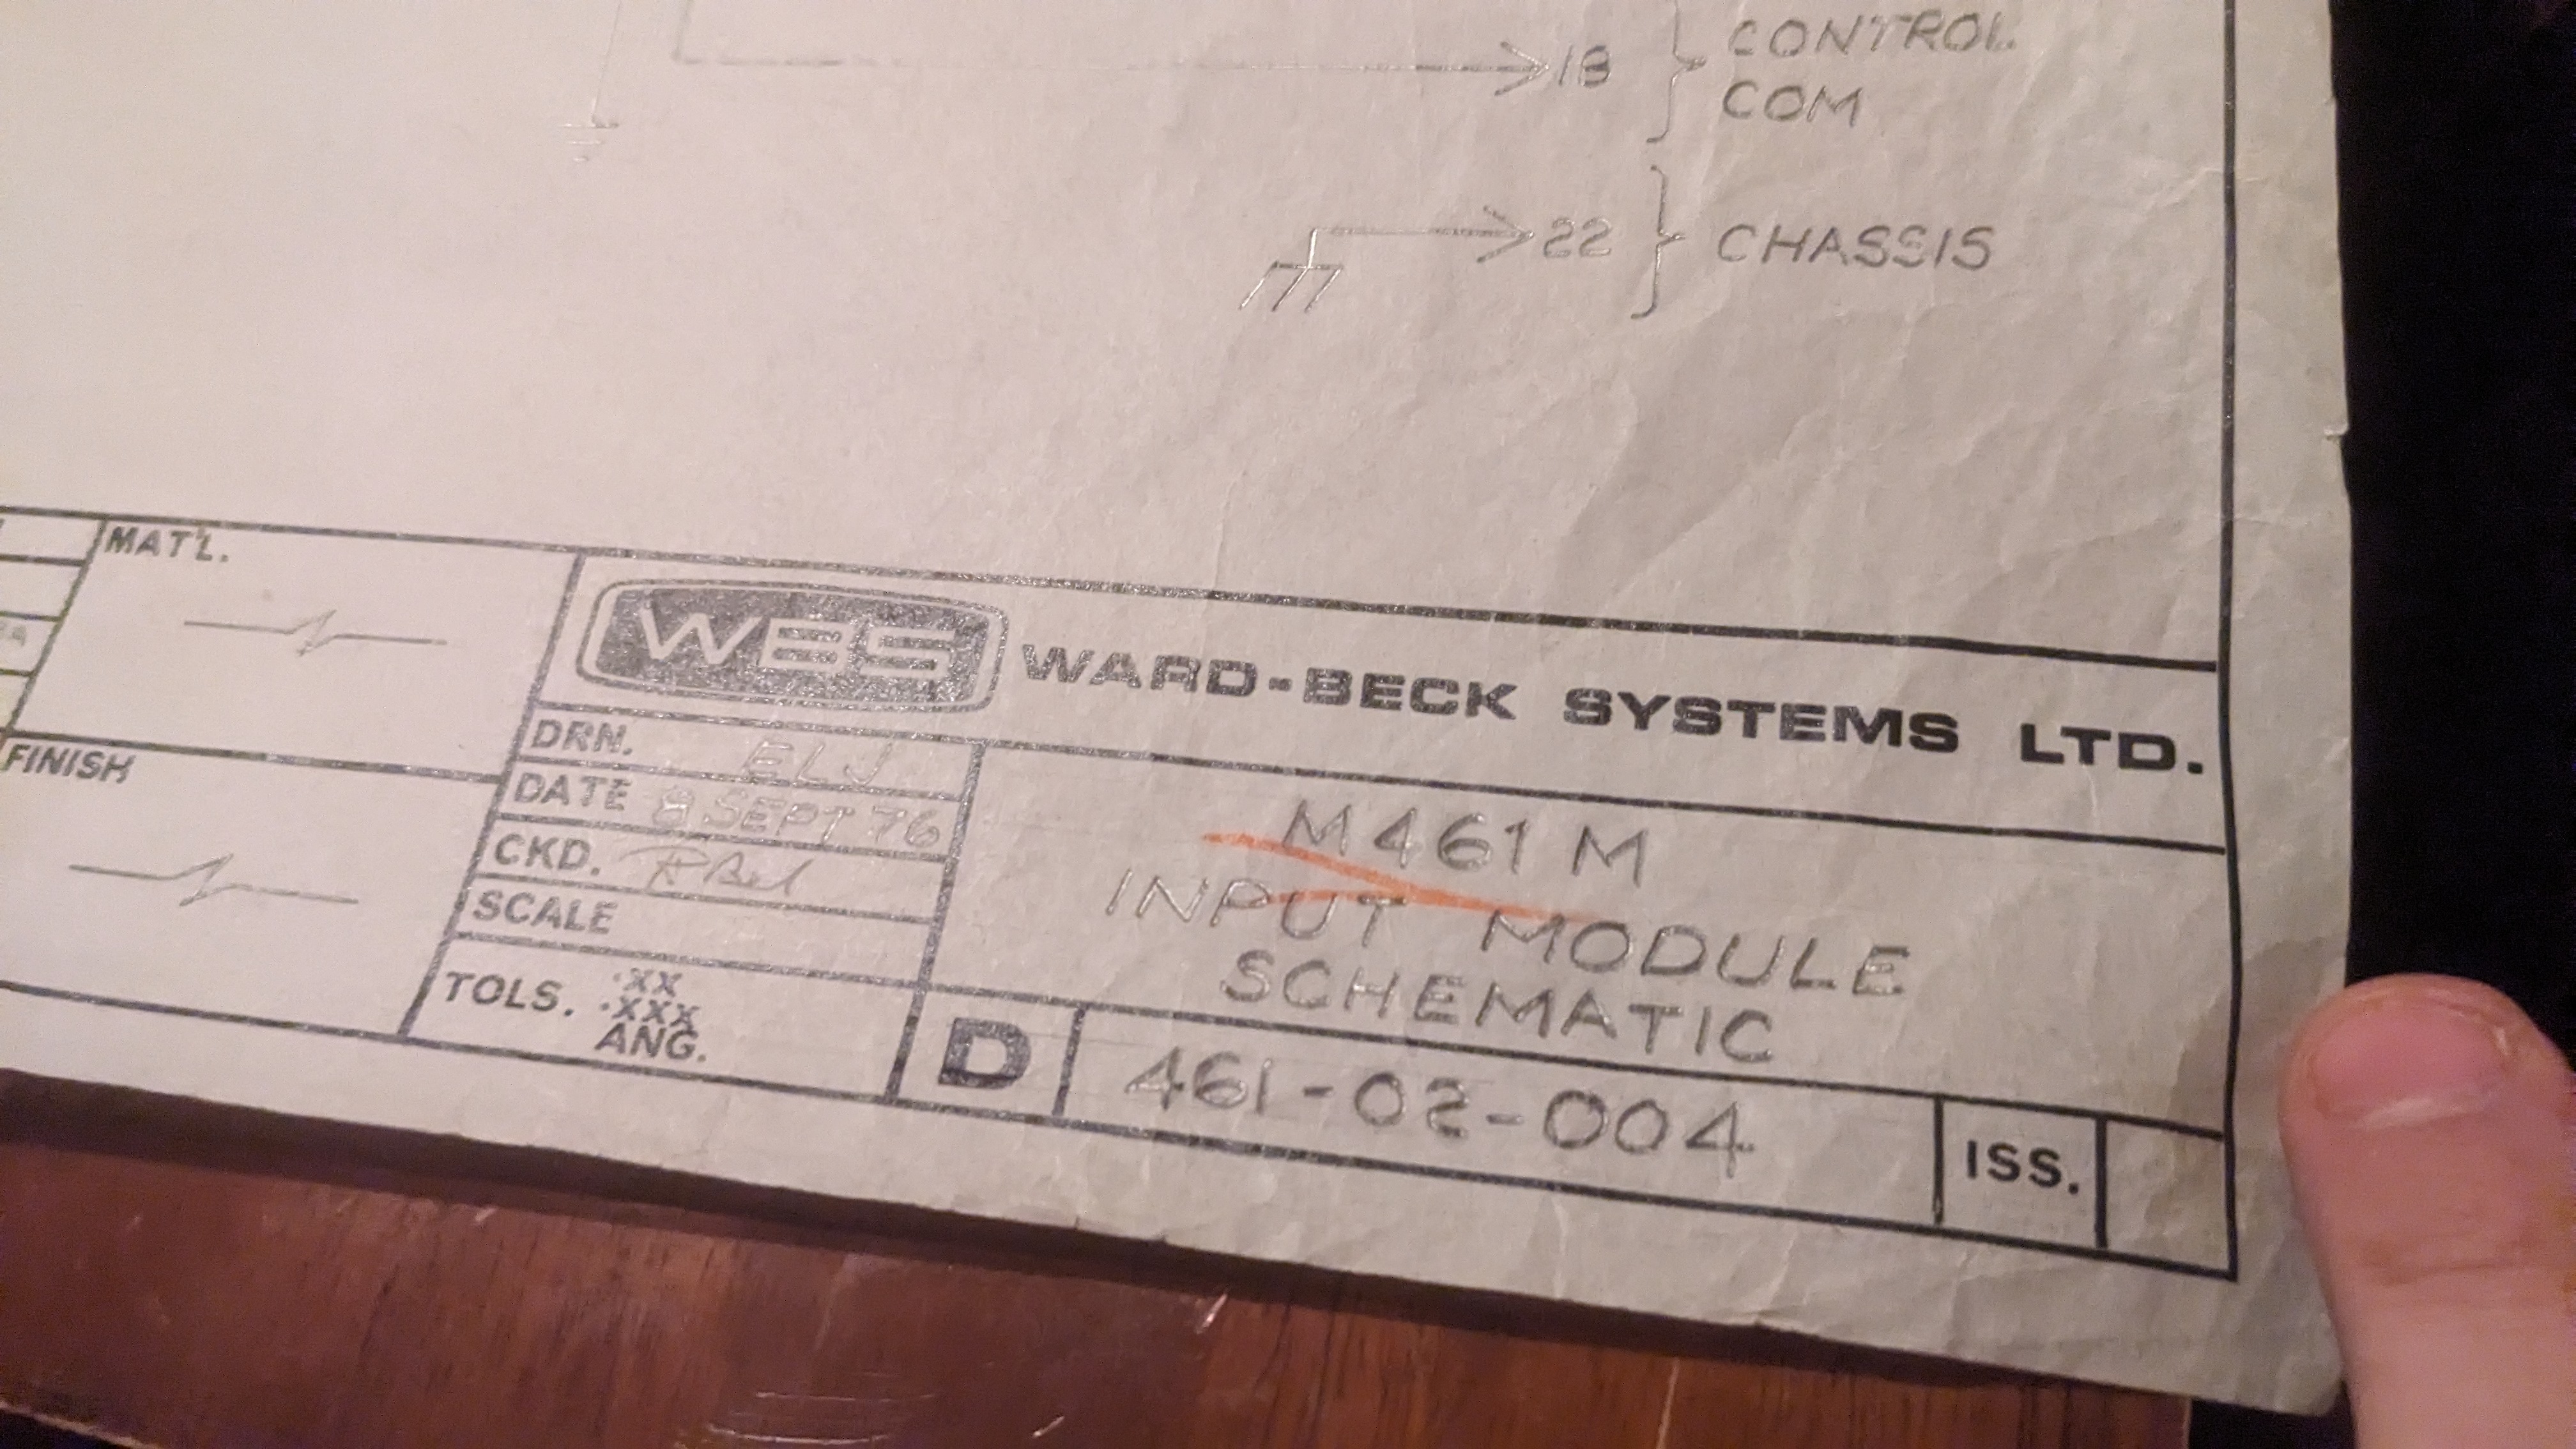 18
CONTROL
COM
22
CHASSIS
MAT'L.
FINISH
WBS
WARD-BECK SYSTEMS LTD.
DRN. ELJ
DATE 8 SEPT 76
CKD.
SCALE
TOLS. .XX
.XXX
ANG.
M461M
INPUT MODULE
SCHEMATIC
D
461-02-004
ISS.